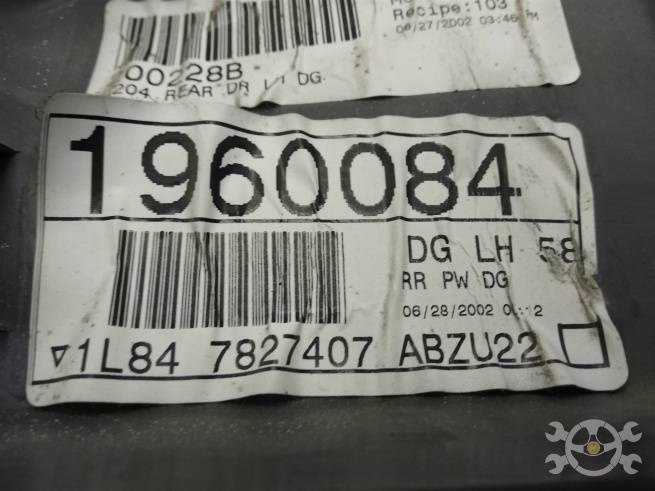 Recipe:103
06/27/2002 03:46 PM
00228B
204 REAR DR LT DG
1960084
DG LH 58
RR PW DG
06/28/2002
1L84 7827407 ABZU22